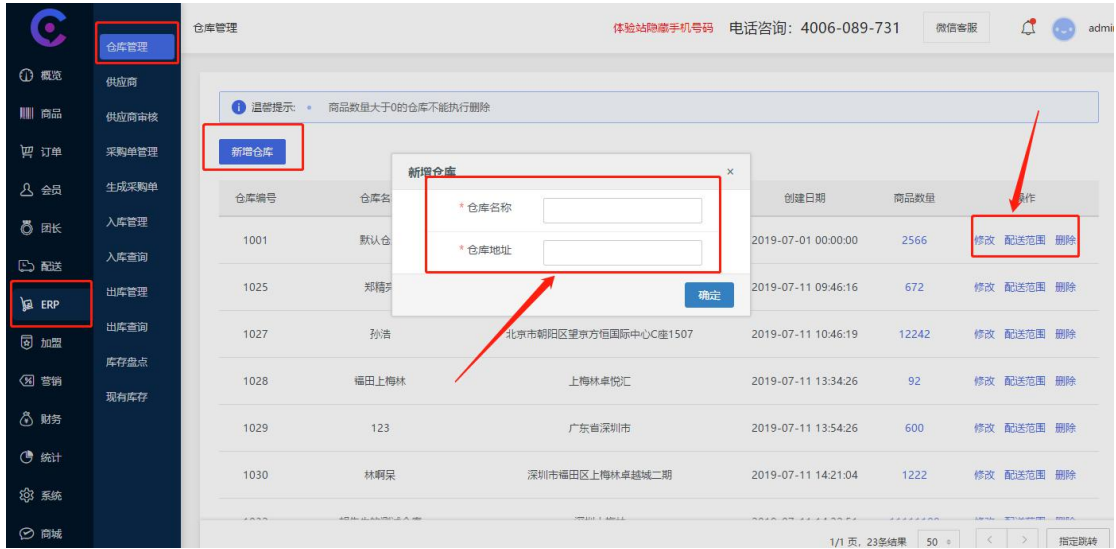 仓库管理 体验站隐藏手机号码 电话咨询：4006-089-731 微信客服 admin
仓库管理
概览
供应商
商品
供应商审核
订单
采购单管理
会员
生成采购单
团长
入库管理
配送
入库查询
ERP
出库管理
加盟
出库查询
营销
库存盘点
财务
现有库存
统计
系统
商城
温馨提示: 商品数量大于0的仓库不能执行删除
新增仓库
仓库编号 仓库名 创建日期 商品数量 操作
新增仓库 ×
* 仓库名称
* 仓库地址
确定
1001 默认仓 2019-07-01 00:00:00 2566 修改 配送范围 删除
1025 2019-07-11 09:46:16 672 修改 配送范围 删除
1027 孙浩 北京市朝阳区望京方恒国际中心C座1507 2019-07-11 10:46:19 12242 修改 配送范围 删除
1028 福田上梅林 上梅林卓悦汇 2019-07-11 13:34:26 92 修改 配送范围 删除
1029 123 广东省深圳市 2019-07-11 13:54:26 600 修改 配送范围 删除
1030 林啊呆 深圳市福田区上梅林卓越城二期 2019-07-11 14:21:04 1222 修改 配送范围 删除
1/1 页, 23条结果 50 < > 指定跳转